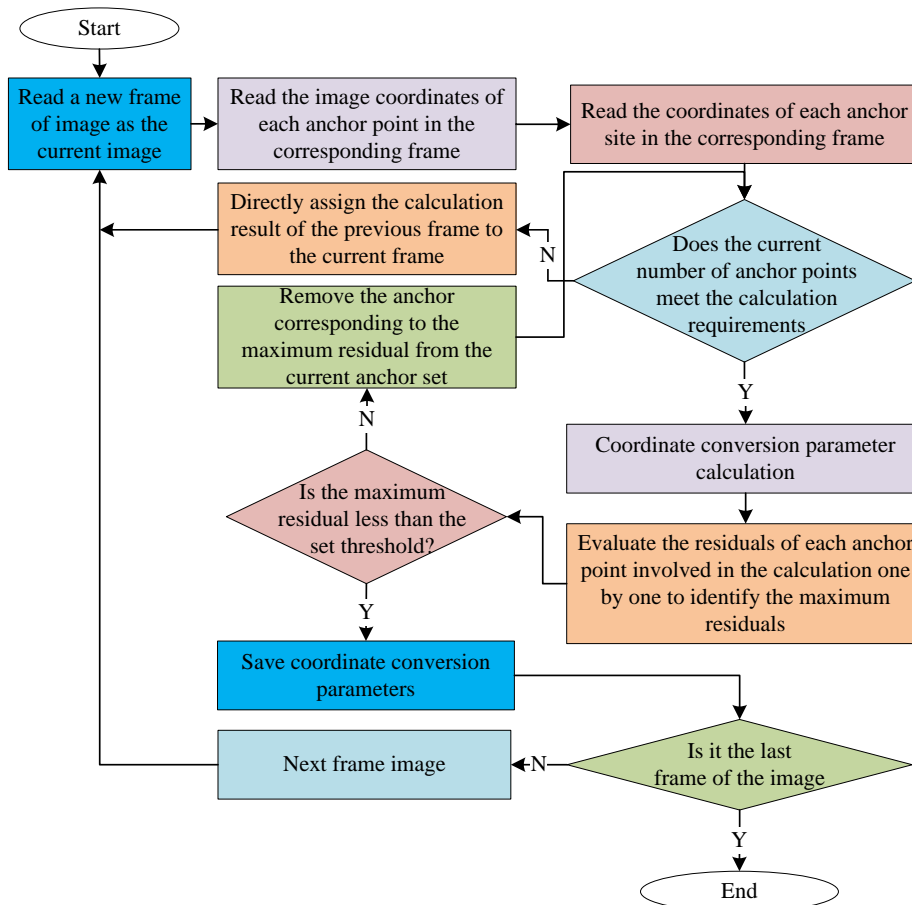 Start
Read a new frame
of image as the
current image
Read the image coordinates of
each anchor point in the
corresponding frame
Read the coordinates of each anchor
site in the corresponding frame
Directly assign the calculation
result of the previous frame to
the current frame
N
Does the current
number of anchor points
meet the calculation
requirements
Remove the anchor
corresponding to the
maximum residual from the
current anchor set
Y
N
Coordinate conversion parameter
calculation
Is the maximum
residual less than the
set threshold?
Evaluate the residuals of each anchor
point involved in the calculation one
by one to identify the maximum
residuals
Y
Save coordinate conversion
parameters
Next frame image
N
Is it the last
frame of the image
Y
End